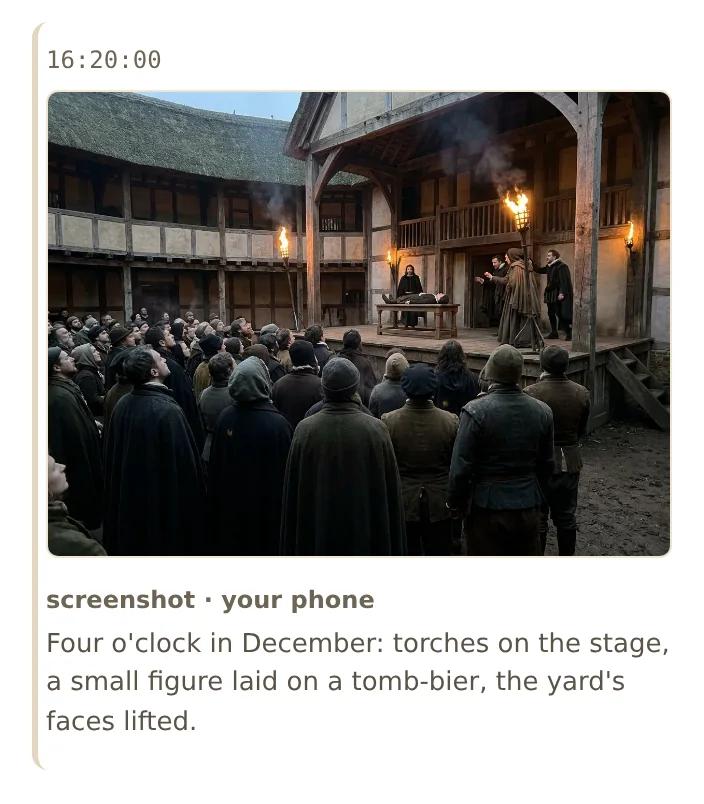 16:20:00
screenshot · your phone
Four o'clock in December: torches on the stage,
a small figure laid on a tomb-bier, the yard's
faces lifted.